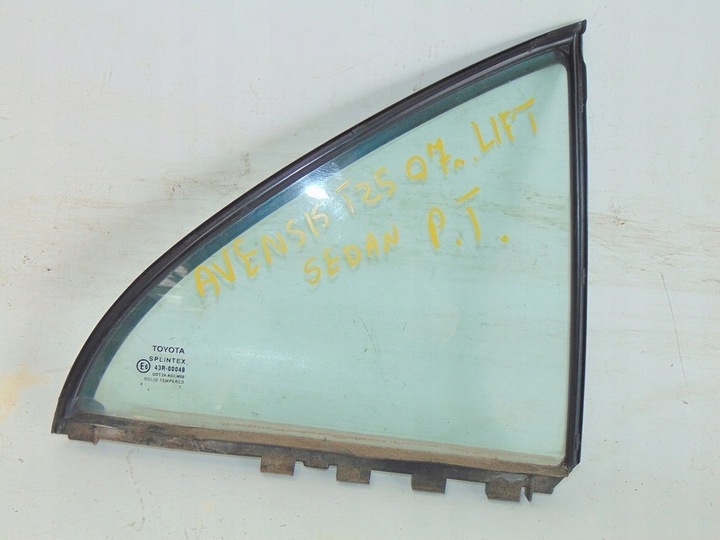 AVENSIS T25 07.. LIFT
SEDAN P.T.
TOYOTA
SPLINTEX
E6 43R-00048
SOLID TEMPERED